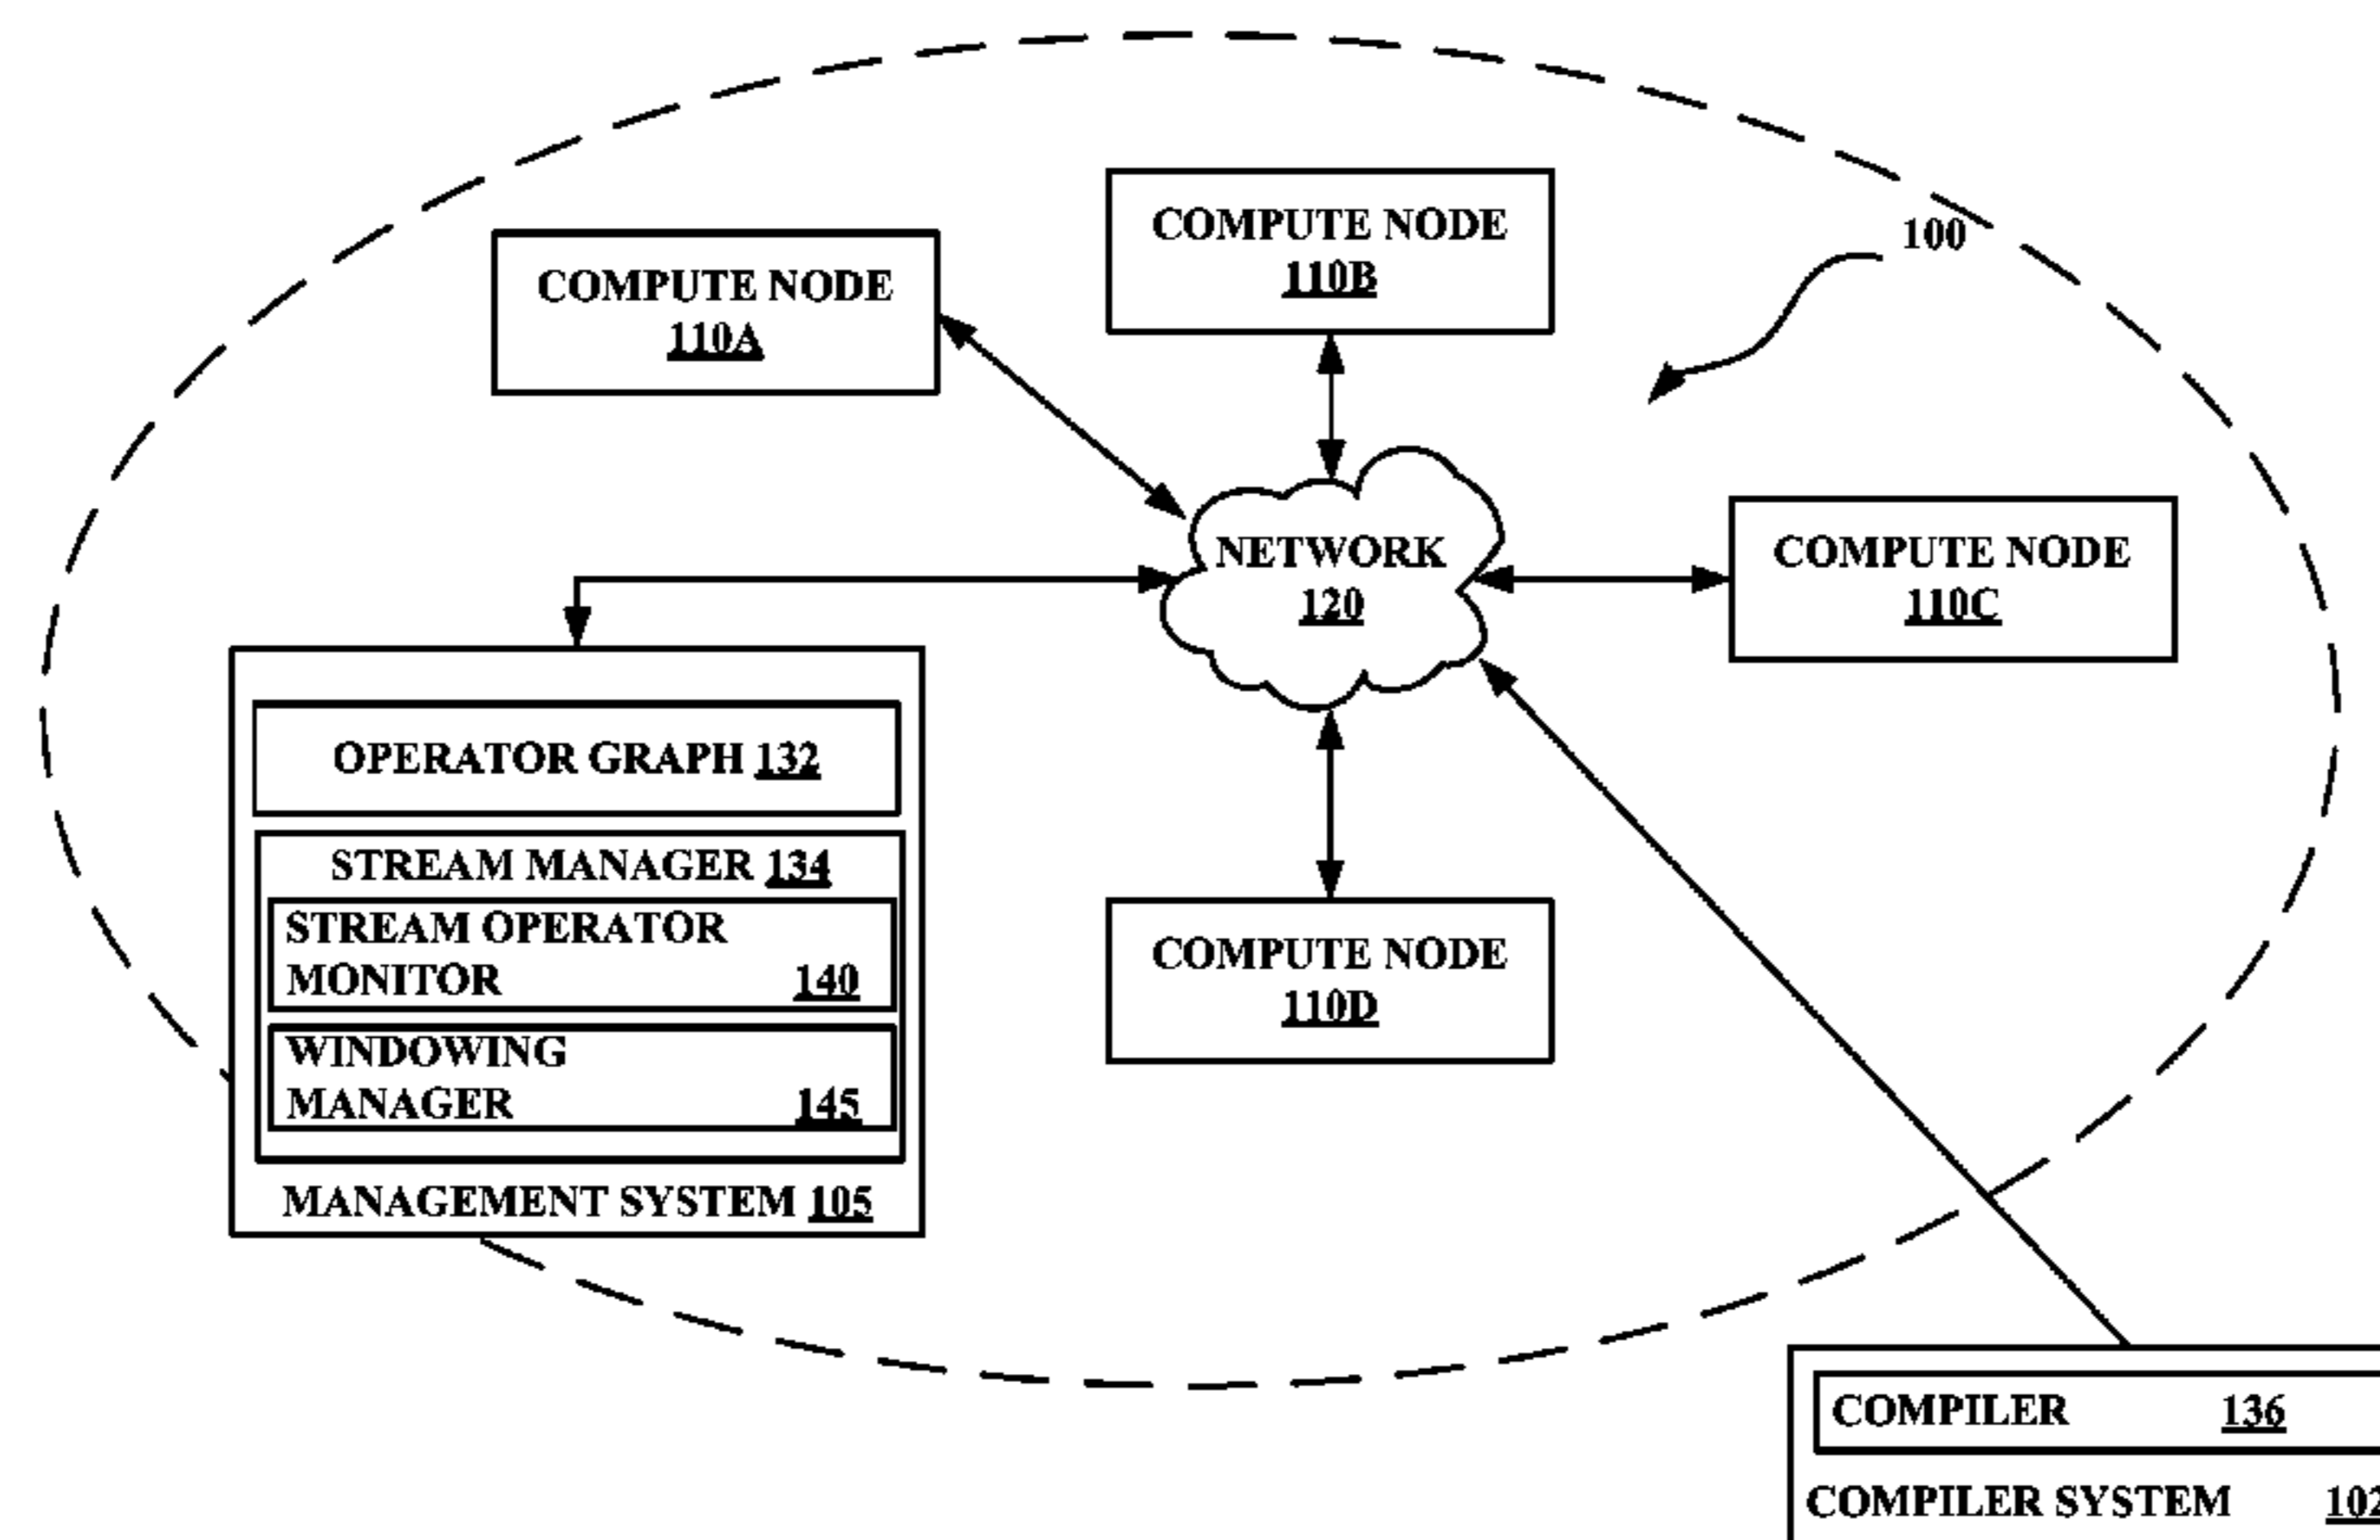 COMPUTE NODE
110B
100
COMPUTE NODE
110A
NETWORK
120
COMPUTE NODE
110C
OPERATOR GRAPH 132
STREAM MANAGER 134
STREAM OPERATOR
MONITOR 140
WINDOWING
MANAGER 145
MANAGEMENT SYSTEM 105
COMPUTE NODE
110D
COMPILER 136
COMPILER SYSTEM 102